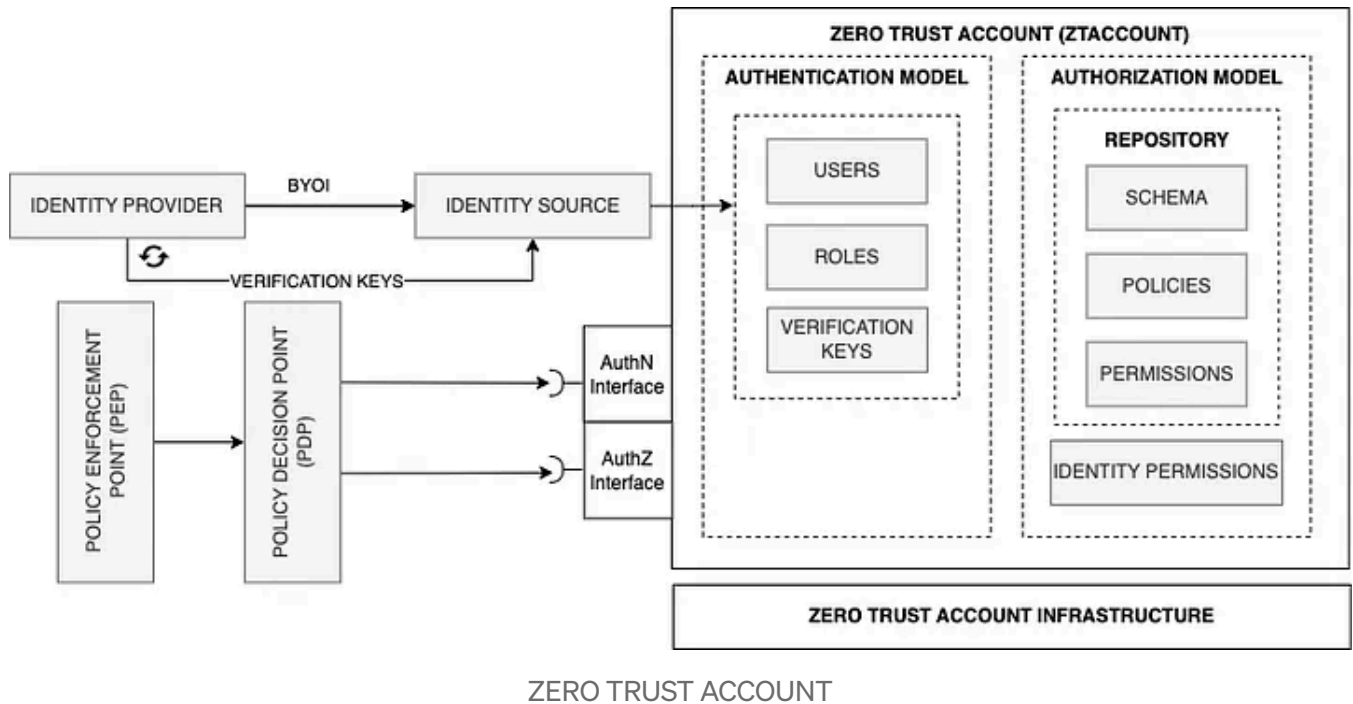 ZERO TRUST ACCOUNT (ZTACCOUNT)
AUTHENTICATION MODEL
USERS
ROLES
VERIFICATION
KEYS
AUTHORIZATION MODEL
REPOSITORY
SCHEMA
POLICIES
PERMISSIONS
IDENTITY PERMISSIONS
IDENTITY PROVIDER
BYOI
IDENTITY SOURCE
VERIFICATION KEYS
POLICY ENFORCEMENT
POINT (PEP)
POLICY DECISION POINT
(PDP)
AuthN
Interface
AuthZ
Interface
ZERO TRUST ACCOUNT INFRASTRUCTURE
ZERO TRUST ACCOUNT